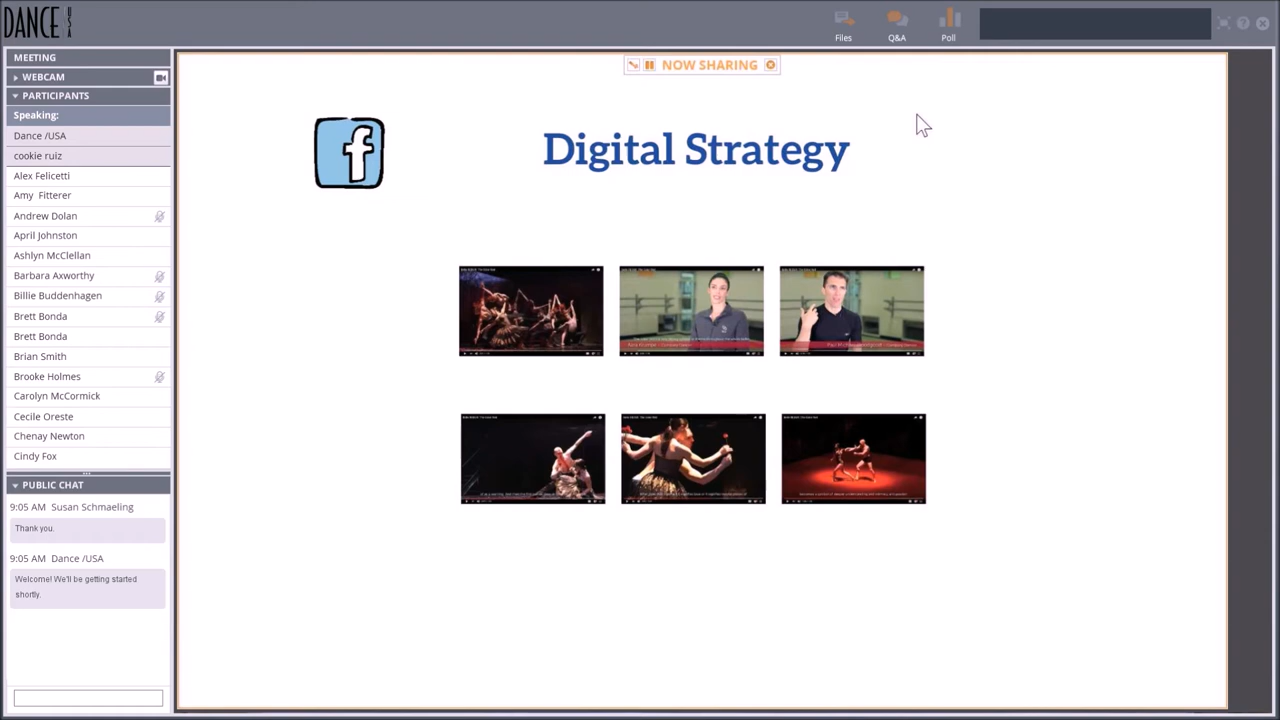 DANCE USA
Files
Q&A
Poll
MEETING
WEBCAM
PARTICIPANTS
Speaking:
Dance /USA
cookie ruiz
Alex Felicetti
Amy Fitterer
Andrew Dolan
April Johnston
Ashlyn McClellan
Barbara Axworthy
Billie Buddenhagen
Brett Bonda
Brett Bonda
Brian Smith
Brooke Holmes
Carolyn McCormick
Cecile Oreste
Chenay Newton
Cindy Fox
PUBLIC CHAT
9:05 AM Susan Schmaeling
Thank you.
9:05 AM Dance /USA
Welcome! We'll be getting started
shortly.
NOW SHARING
f
Digital Strategy